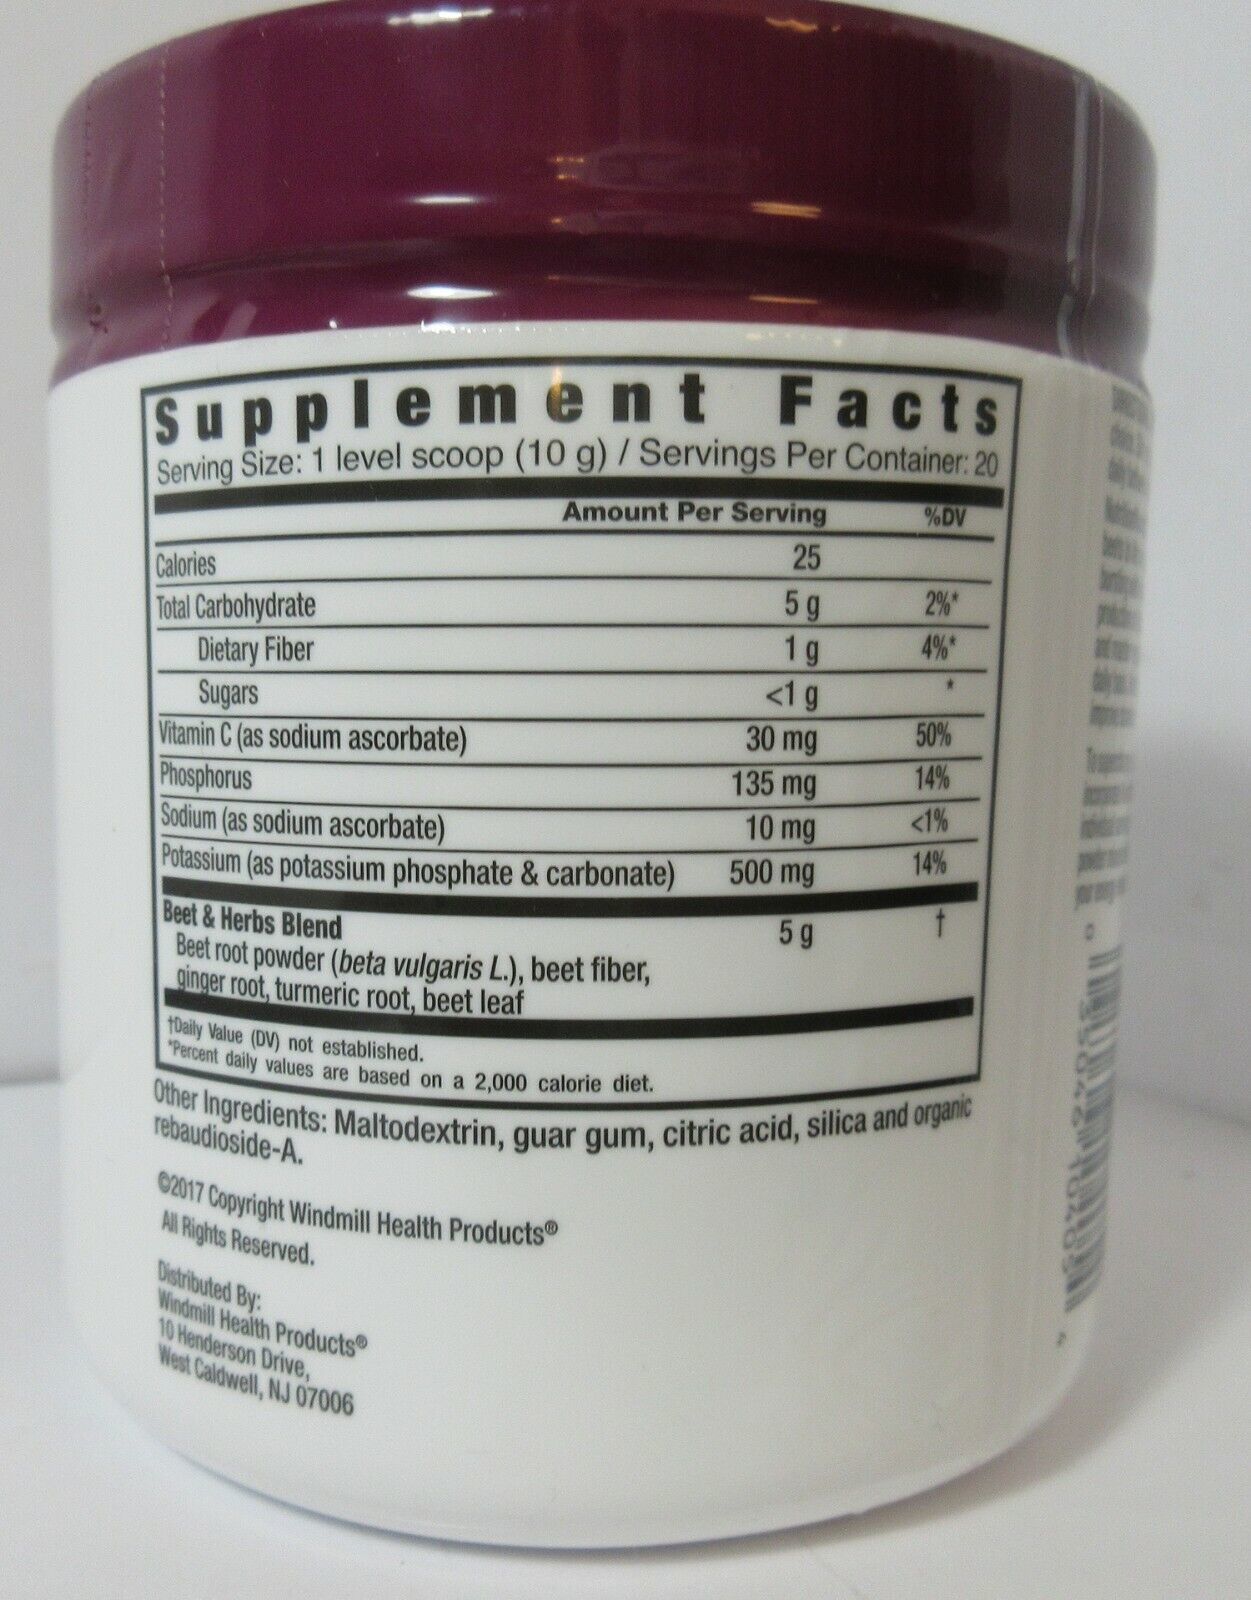 Supplement Facts
Serving Size: 1 level scoop (10 g) / Servings Per Container: 20
Amount Per Serving %DV
Calories 25
Total Carbohydrate 5 g 2%*
Dietary Fiber 1 g 4%*
Sugars <1 g *
Vitamin C (as sodium ascorbate) 30 mg 50%
Phosphorus 135 mg 14%
Sodium (as sodium ascorbate) 10 mg <1%
Potassium (as potassium phosphate & carbonate) 500 mg 14%
Beet & Herbs Blend 5 g †
Beet root powder (beta vulgaris L.), beet fiber,
ginger root, turmeric root, beet leaf
†Daily Value (DV) not established.
*Percent daily values are based on a 2,000 calorie diet.
Other Ingredients: Maltodextrin, guar gum, citric acid, silica and organic
rebaudioside-A.
©2017 Copyright Windmill Health Products®
All Rights Reserved.
Distributed By:
Windmill Health Products®
10 Henderson Drive,
West Caldwell, NJ 07006